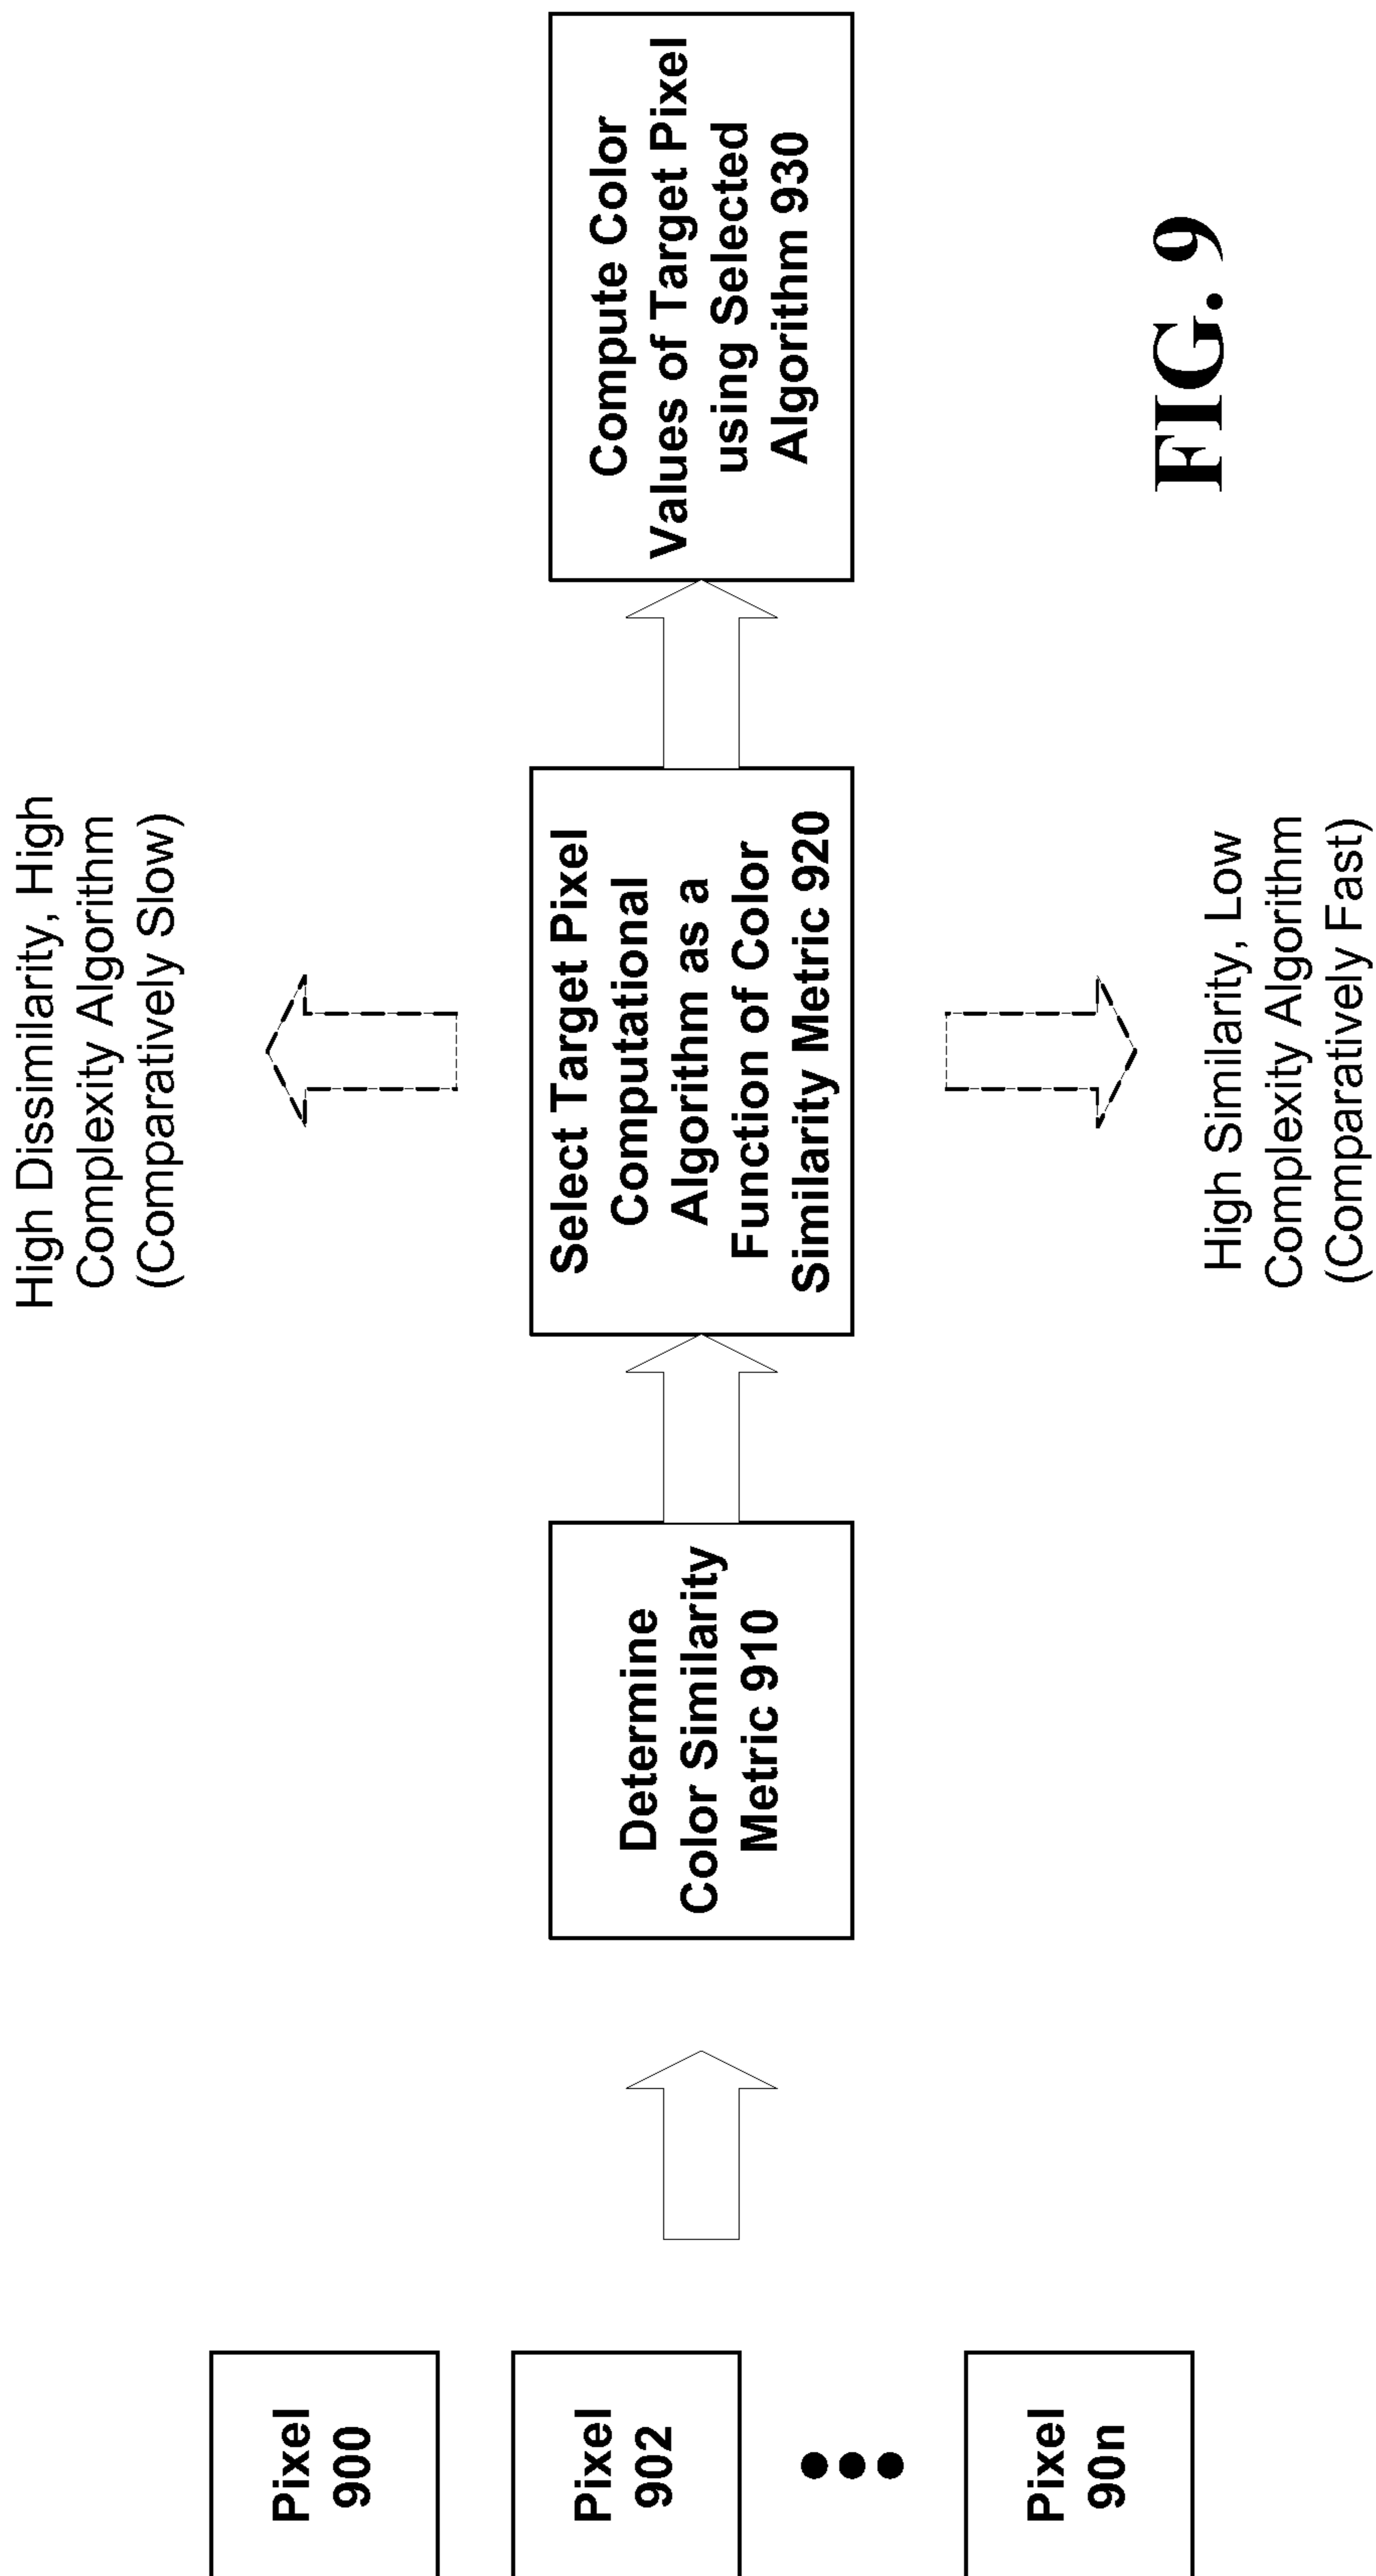 Pixel
900
Pixel
902
Pixel
90n
Determine
Color Similarity
Metric 910
High Dissimilarity, High
Complexity Algorithm
(Comparatively Slow)
Select Target Pixel
Computational
Algorithm as a
Function of Color
Similarity Metric 920
High Similarity, Low
Complexity Algorithm
(Comparatively Fast)
Compute Color
Values of Target Pixel
using Selected
Algorithm 930
FIG. 9